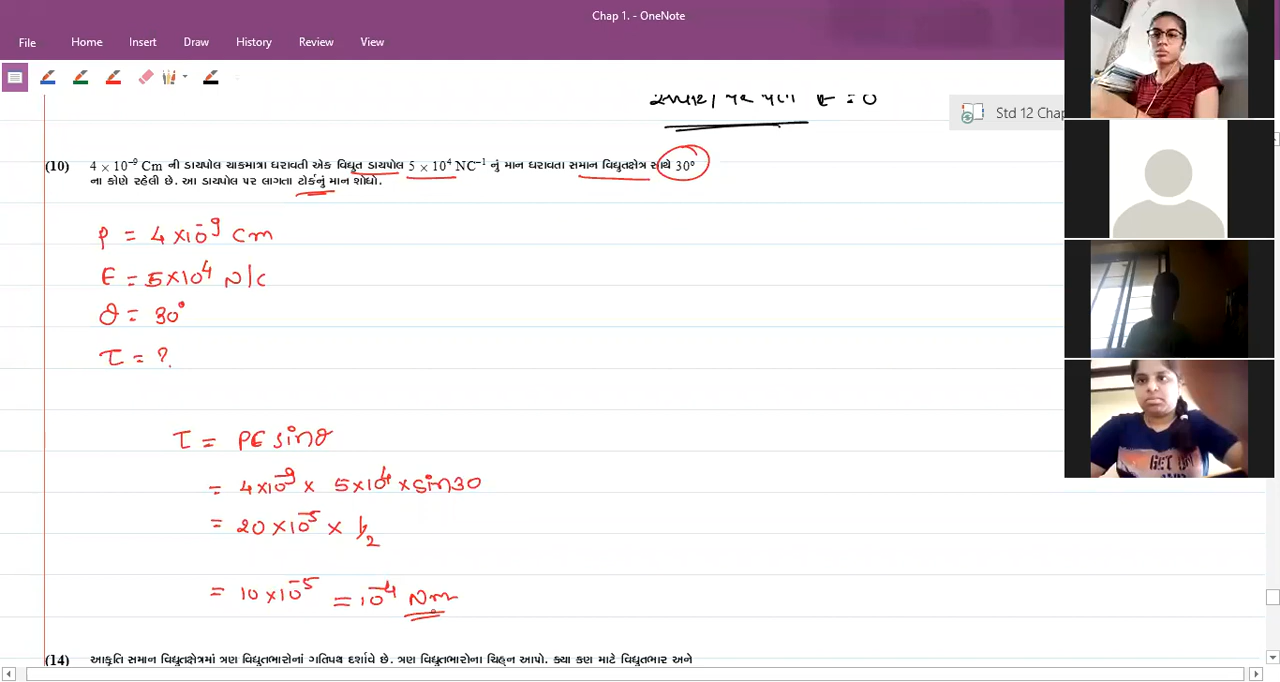 Chap 1. - OneNote
File Home Insert Draw History Review View
E = 0
Std 12 Chap
(10) 4 × 10⁻⁹ Cm ની ડાયપોલ ચાકમાત્રા ધરાવતી એક વિદ્યુત ડાયપોલ 5 × 10⁴ NC⁻¹ નું માન ધરાવતા સમાન વિદ્યુતક્ષેત્ર સાથે 30°
ના કોણે રહેલી છે. આ ડાયપોલ પર લાગતા ટોર્કનું માન શોધો.
P = 4×10⁻⁹ Cm
E = 5×10⁴ N/C
θ = 30°
τ = ?
τ = PE sinθ
= 4×10⁻⁹ × 5×10⁴ × sin30
= 20×10⁻⁵ × 1/2
= 10×10⁻⁵ = 10⁻⁴ Nm
(14) આકૃતિ સમાન વિદ્યુતક્ષેત્રમાં ત્રણ વિદ્યુતભારોનાં ગતિપથ દર્શાવે છે. ત્રણ વિદ્યુતભારોના ચિહ્ન આપો. ક્યા કણ માટે વિદ્યુતભાર અને